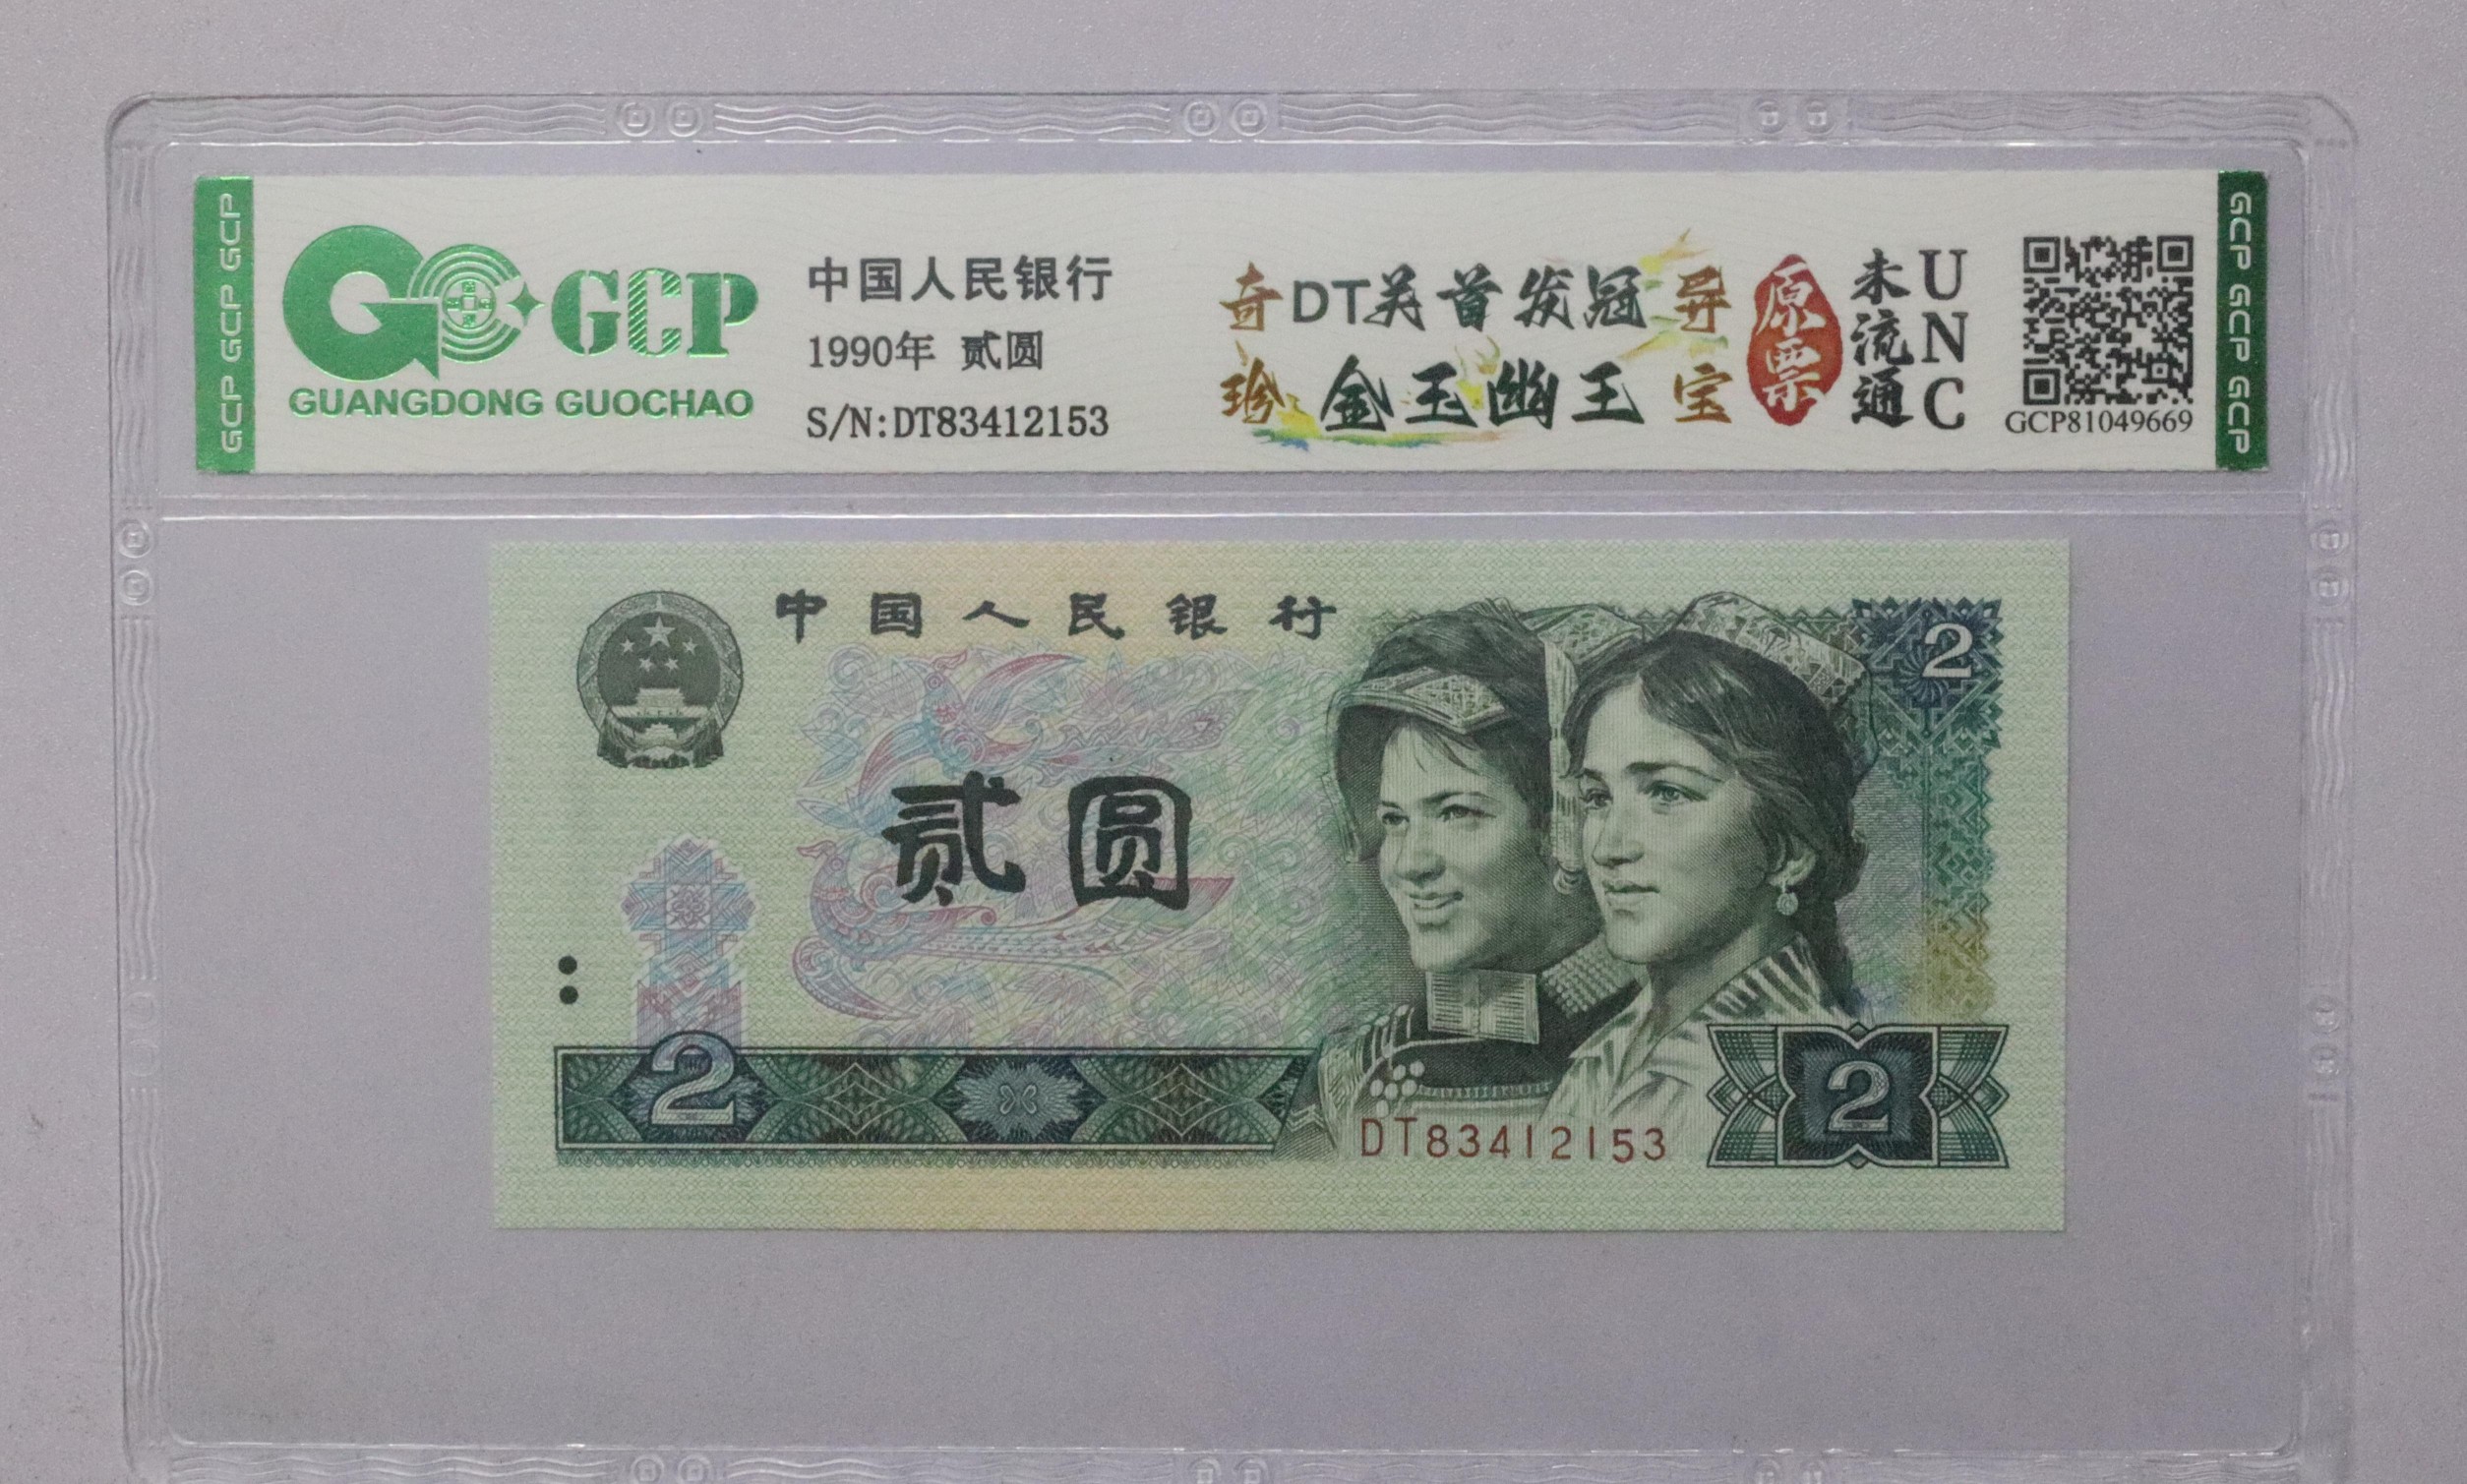 GCP GCP GCP
GCP
GUANGDONG GUOCHAO
中国人民银行
1990年 贰圆
S/N:DT83412153
奇珍
DT关首发冠
金玉幽王
异宝
原票
未流通
UNC
GCP81049669
GCP GCP GCP
中国人民银行
2
贰圆
2
DT83412153
2